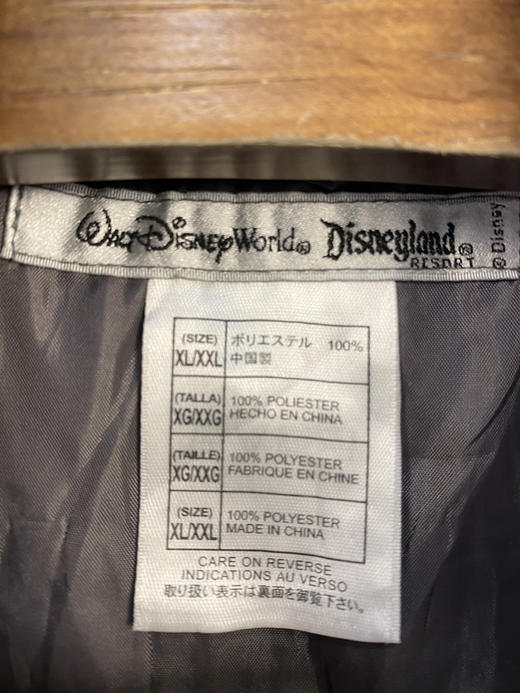 Walt Disney World® Disneyland®
RESORT
© Disney
(SIZE)
XL/XXL
ポリエステル 100%
中国製
(TALLA)
XG/XXG
100% POLIESTER
HECHO EN CHINA
(TAILLE)
XG/XXG
100% POLYESTER
FABRIQUE EN CHINE
(SIZE)
XL/XXL
100% POLYESTER
MADE IN CHINA
CARE ON REVERSE
INDICATIONS AU VERSO
取り扱い表示は裏面を御覧下さい。